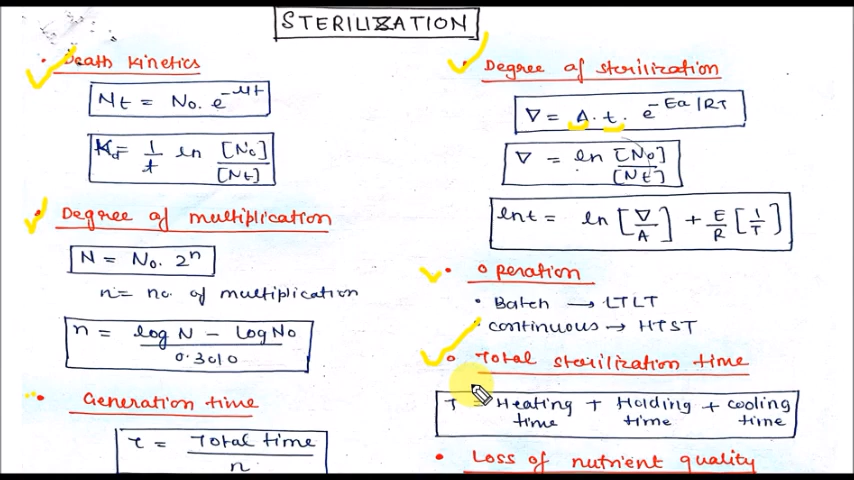 STERILIZATION
• Death kinetics
Nt = No. e^-μt
Kd = 1/t ln [No]/[Nt]
• Degree of multiplication
N = No. 2^n
n = no. of multiplication
n = log N - log No / 0.3010
• Generation time
τ = Total time / n
• Degree of sterilization
∇ = A. t. e^-Ea/RT
∇ = ln [No]/[Nt]
ln t = ln [∇/A] + E/R [1/T]
• Operation
• Batch → LTLT
• continuous → HTST
• Total sterilization time
T = Heating time + Holding time + cooling time
• Loss of nutrient quality